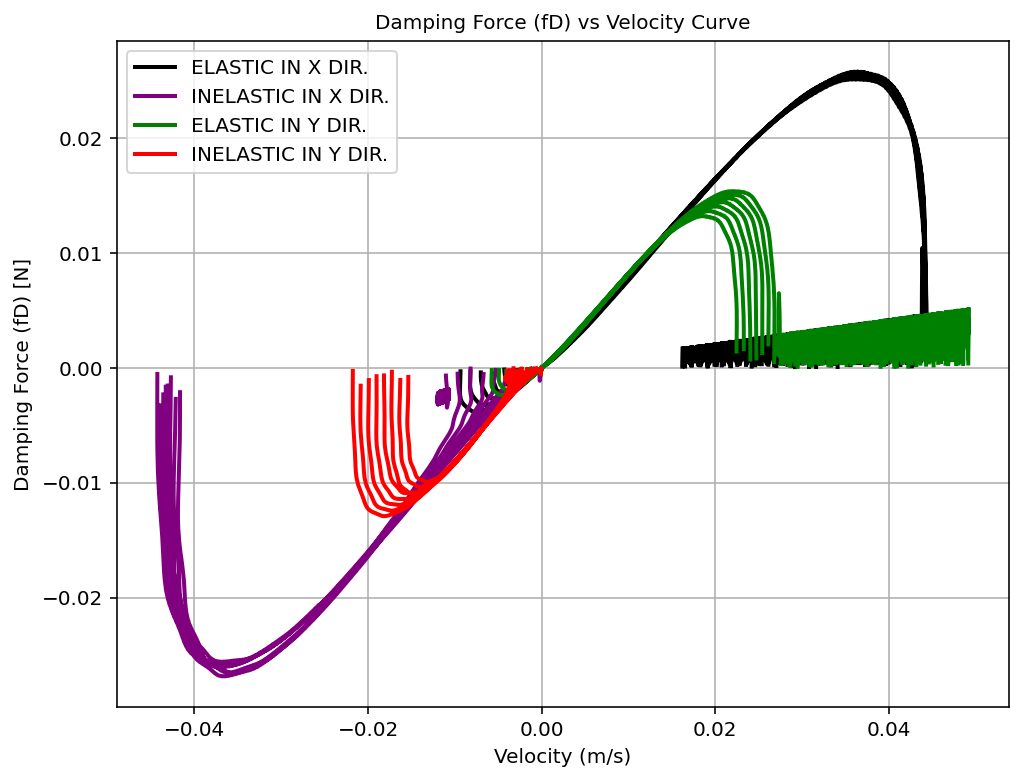 Damping Force (fD) vs Velocity Curve
ELASTIC IN X DIR.
INELASTIC IN X DIR.
ELASTIC IN Y DIR.
INELASTIC IN Y DIR.
0.02
0.01
0.00
−0.01
−0.02
Damping Force (fD) [N]
−0.04 −0.02 0.00 0.02 0.04
Velocity (m/s)